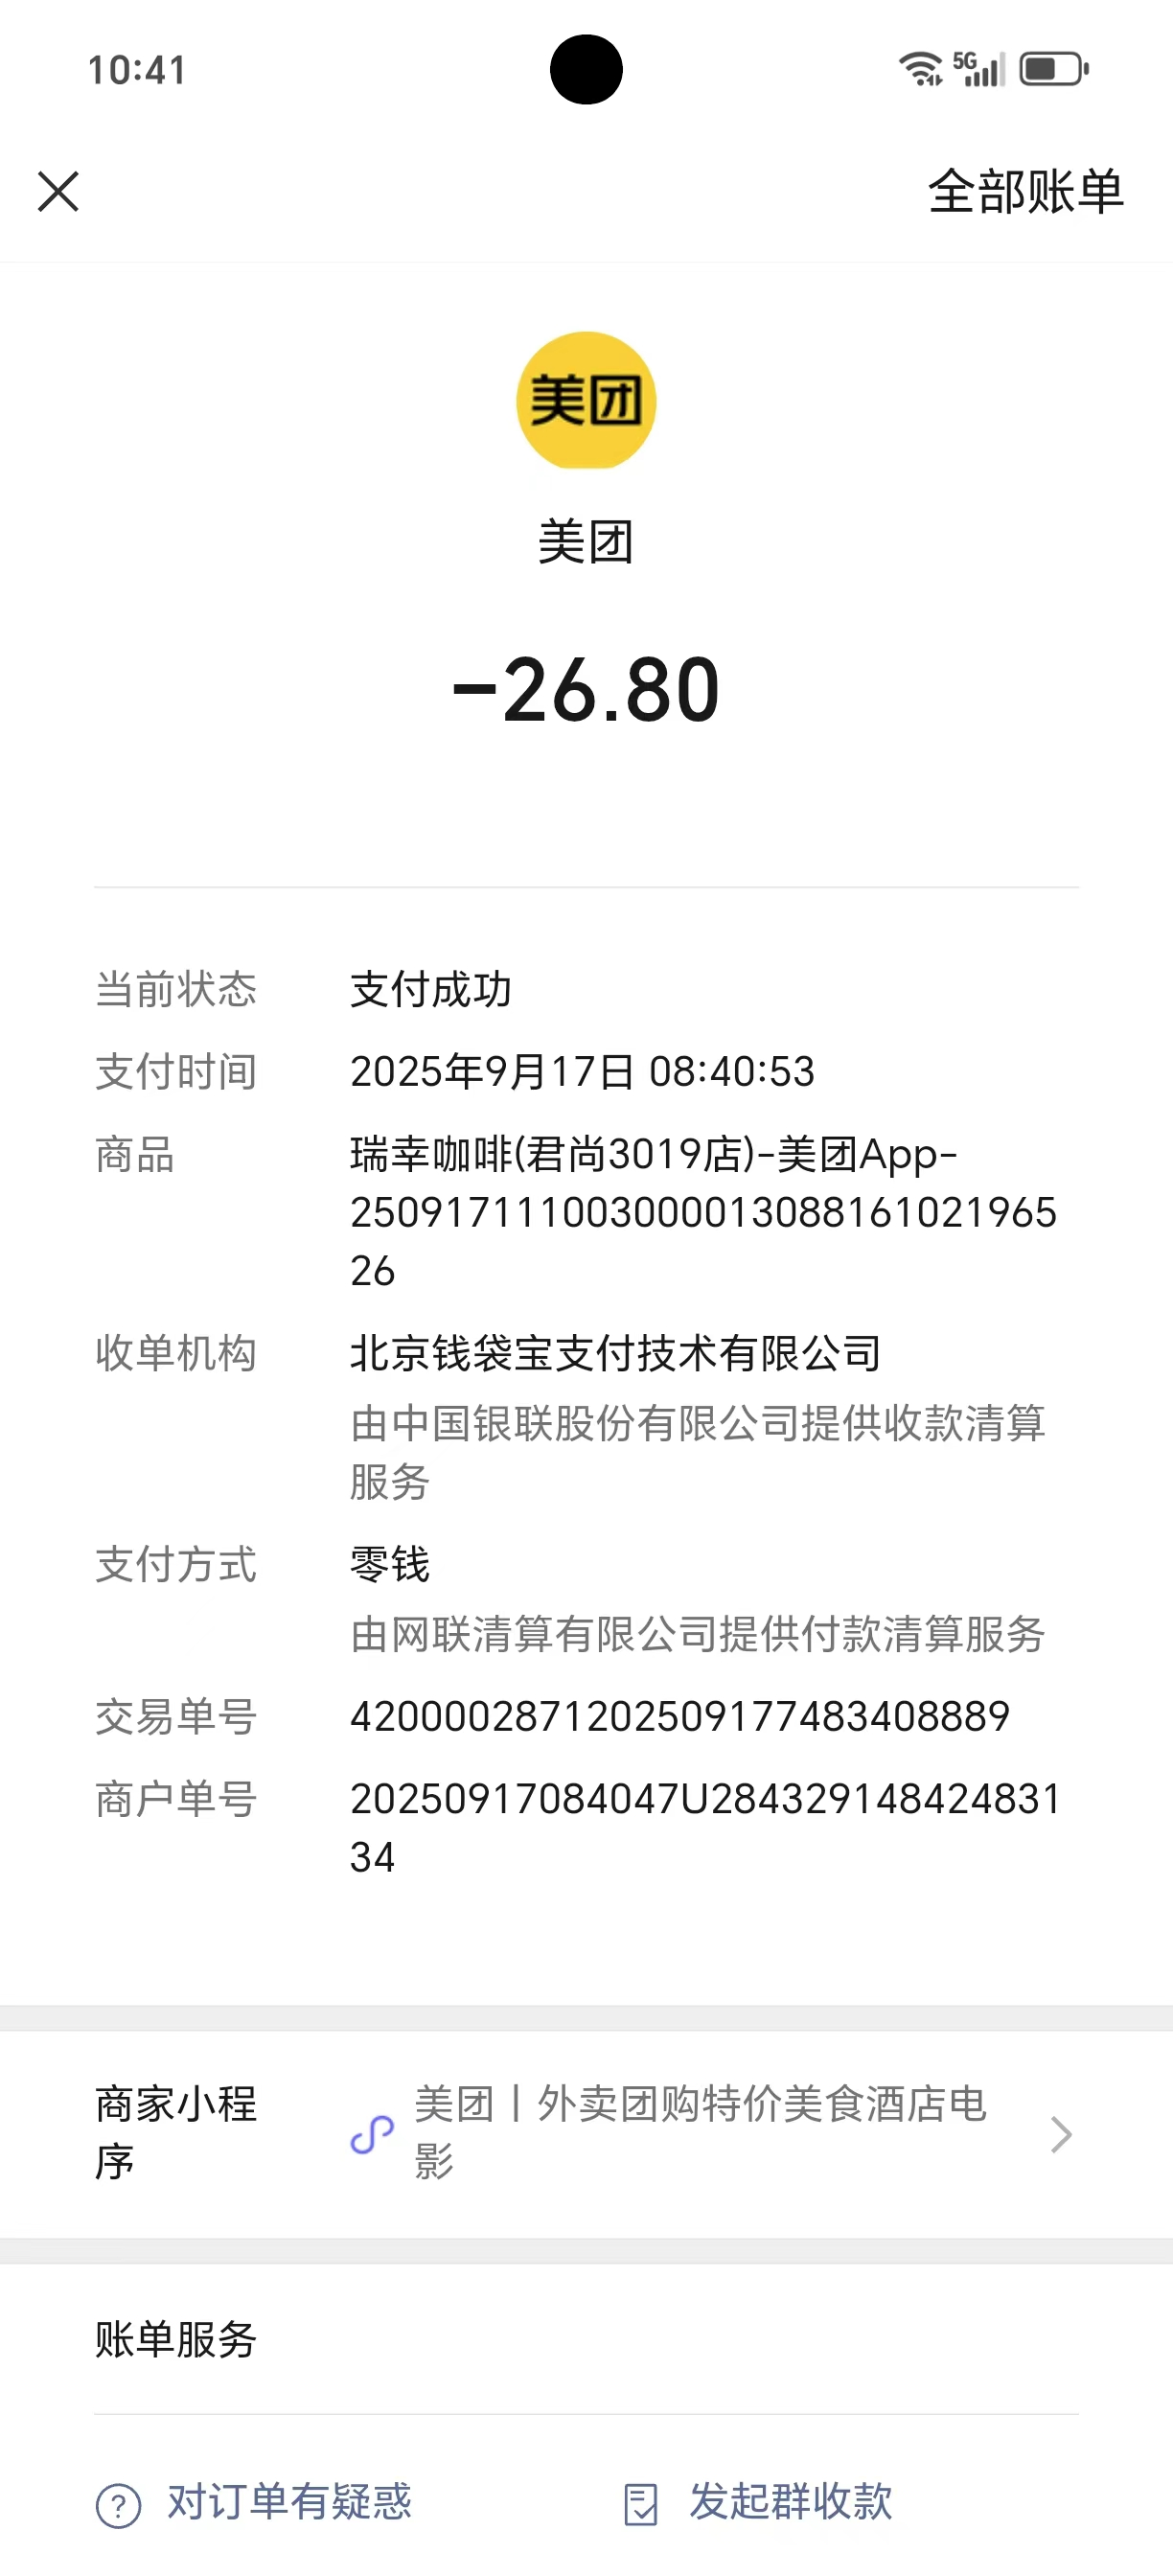 10:41
5G
全部账单
美团
美团
-26.80
当前状态 支付成功
支付时间 2025年9月17日 08:40:53
商品 瑞幸咖啡(君尚3019店)-美团App-
250917111003000013088161021965
26
收单机构 北京钱袋宝支付技术有限公司
由中国银联股份有限公司提供收款清算
服务
支付方式 零钱
由网联清算有限公司提供付款清算服务
交易单号 4200002871202509177483408889
商户单号 20250917084047U284329148424831
34
商家小程
序
美团丨外卖团购特价美食酒店电
影
账单服务
对订单有疑惑 发起群收款